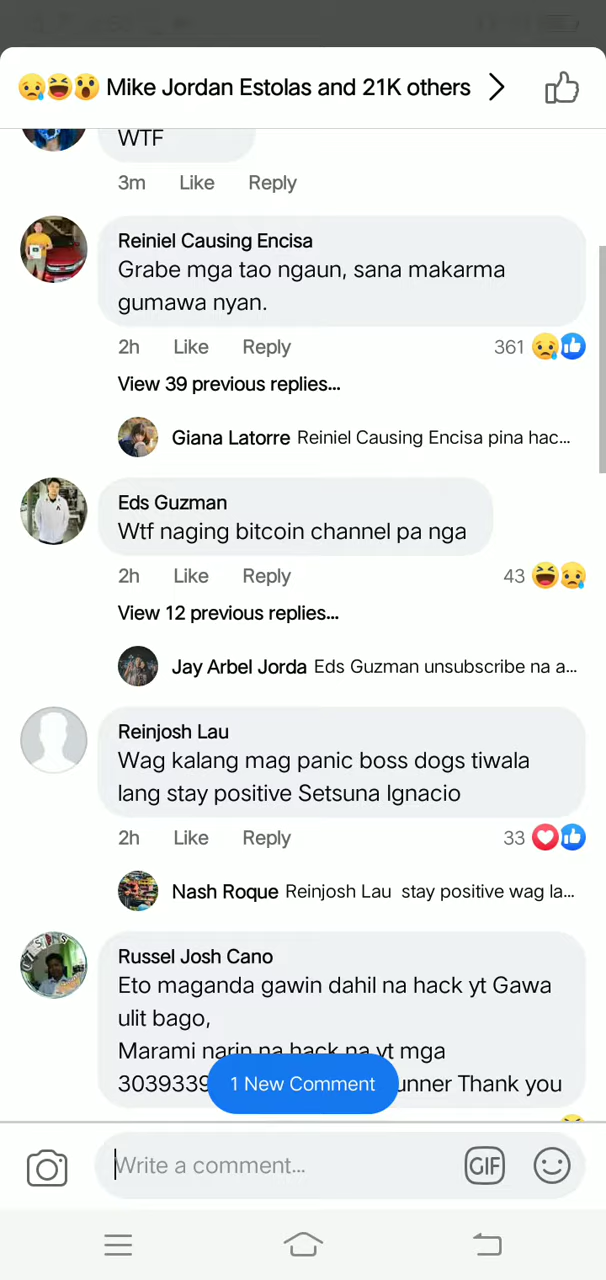 Mike Jordan Estolas and 21K others
WTF
3m Like Reply
Reiniel Causing Encisa
Grabe mga tao ngaun, sana makarma
gumawa nyan.
2h Like Reply 361
View 39 previous replies...
Giana Latorre Reiniel Causing Encisa pina hac...
Eds Guzman
Wtf naging bitcoin channel pa nga
2h Like Reply 43
View 12 previous replies...
Jay Arbel Jorda Eds Guzman unsubscribe na a...
Reinjosh Lau
Wag kalang mag panic boss dogs tiwala
lang stay positive Setsuna Ignacio
2h Like Reply 33
Nash Roque Reinjosh Lau stay positive wag la...
Russel Josh Cano
Eto maganda gawin dahil na hack yt Gawa
ulit bago,
Marami narin na hack na yt mga
3039339 unner Thank you
1 New Comment
Write a comment...
GIF